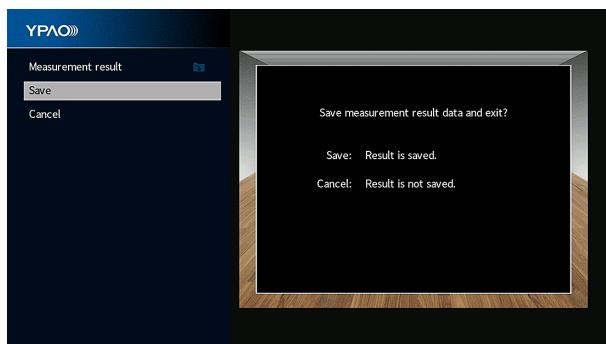 YPAO
Measurement result
Save
Cancel
Save measurement result data and exit?
Save: Result is saved.
Cancel: Result is not saved.